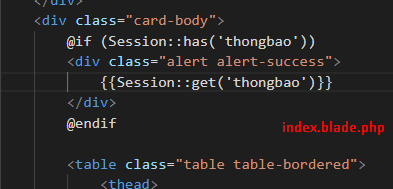 </div>
<div class="card-body">
@if (Session::has('thongbao'))
<div class="alert alert-success">
{{Session::get('thongbao')}}
</div>
@endif
index.blade.php
<table class="table table-bordered">
<thead>